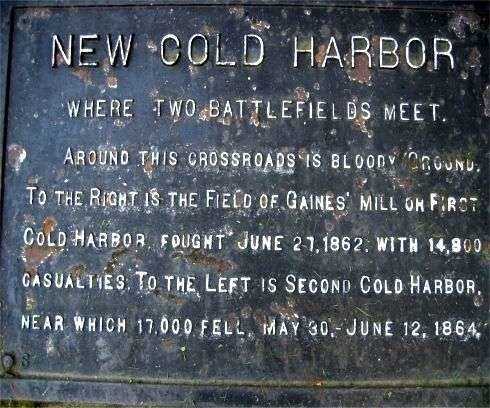 NEW COLD HARBOR
WHERE TWO BATTLEFIELDS MEET.
AROUND THIS CROSSROADS IS BLOODY GROUND.
TO THE RIGHT IS THE FIELD OF GAINES' MILL OR FIRST
COLD HARBOR, FOUGHT JUNE 27, 1862, WITH 14,800
CASUALTIES. TO THE LEFT IS SECOND COLD HARBOR,
NEAR WHICH 17,000 FELL, MAY 30,-JUNE 12, 1864.
8